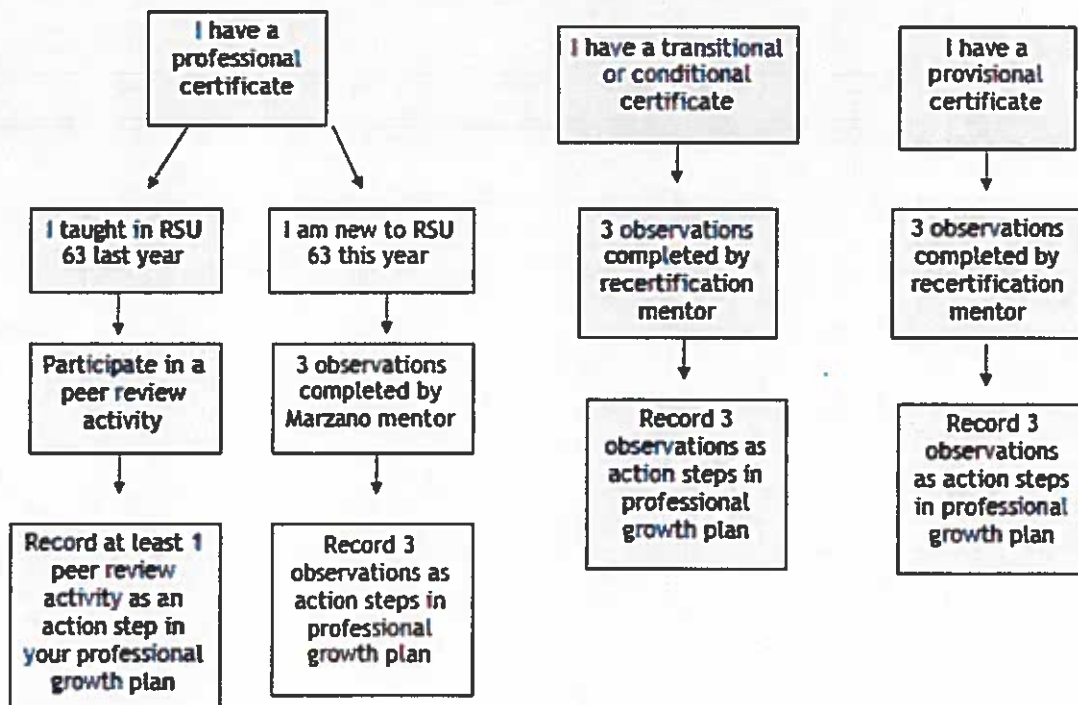 I have a
professional
certificate
I taught in RSU
63 last year
Participate in a
peer review
activity
Record at least 1
peer review
activity as an
action step in
your professional
growth plan
I am new to RSU
63 this year
3 observations
completed by
Marzano mentor
Record 3
observations as
action steps in
professional
growth plan
I have a transitional
or conditional
certificate
3 observations
completed by
recertification
mentor
Record 3
observations as
action steps in
professional
growth plan
I have a
provisional
certificate
3 observations
completed by
recertification
mentor
Record 3
observations
as action steps
in professional
growth plan